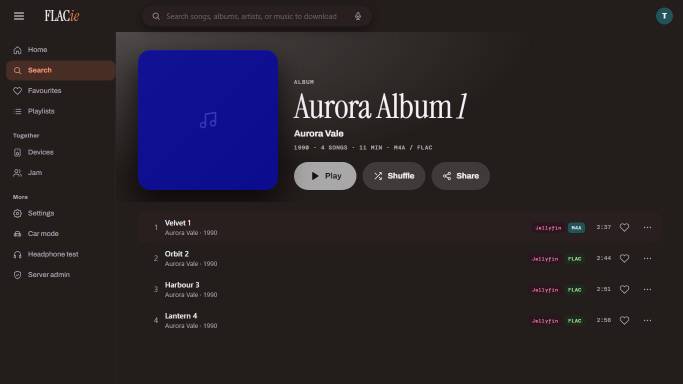 FLACie
Search songs, albums, artists, or music to download
T
Home
Search
Favourites
Playlists
Together
Devices
Jam
More
Settings
Car mode
Headphone test
Server admin
ALBUM
Aurora Album 1
Aurora Vale
1990 · 4 SONGS · 11 MIN · M4A / FLAC
Play
Shuffle
Share
1 Velvet 1 Jellyfin M4A 2:37
Aurora Vale · 1990
2 Orbit 2 Jellyfin FLAC 2:44
Aurora Vale · 1990
3 Harbour 3 Jellyfin FLAC 2:51
Aurora Vale · 1990
4 Lantern 4 Jellyfin FLAC 2:58
Aurora Vale · 1990